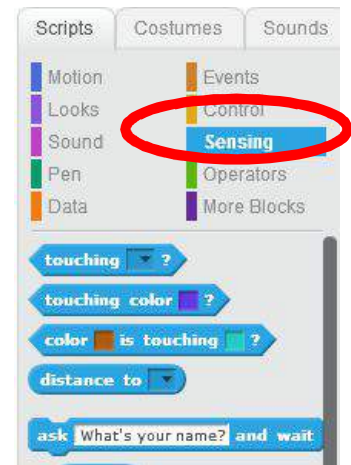 Scripts Costumes Sounds
Motion Events
Looks Control
Sound Sensing
Pen Operators
Data More Blocks
touching ?
touching color ?
color is touching ?
distance to
ask What's your name? and wait